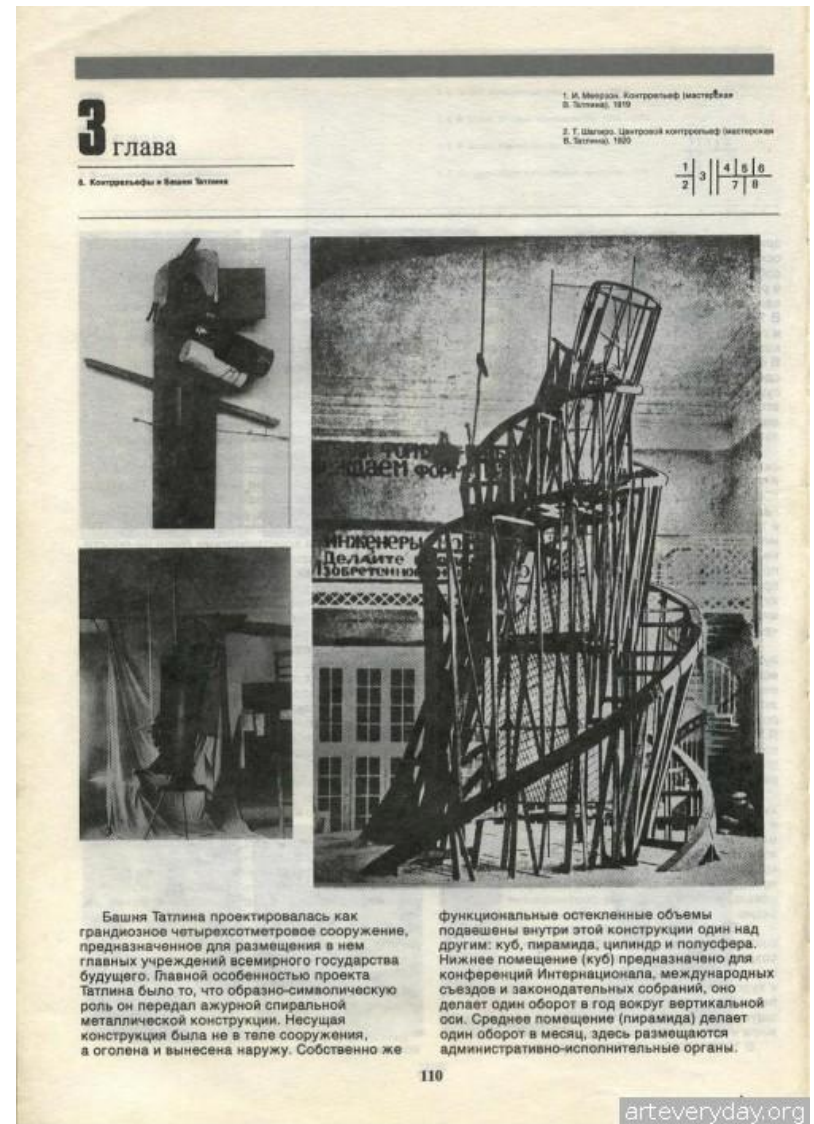 3 глава
8. Контррельефы и Башня Татлина
1. И. Меерзон. Контррельеф (мастерская
В. Татлина). 1919
2. Т. Шапиро. Центровой контррельеф (мастерская
В. Татлина). 1920
1 3 4 5 6
2 7 8
ЖДАЕМ ФОР
ИНЖЕНЕРЫ
Делайте
Башня Татлина проектировалась как
грандиозное четырехсотметровое сооружение,
предназначенное для размещения в нем
главных учреждений всемирного государства
будущего. Главной особенностью проекта
Татлина было то, что образно-символическую
роль он передал ажурной спиральной
металлической конструкции. Несущая
конструкция была не в теле сооружения,
а оголена и вынесена наружу. Собственно же
функциональные остекленные объемы
подвешены внутри этой конструкции один над
другим: куб, пирамида, цилиндр и полусфера.
Нижнее помещение (куб) предназначено для
конференций Интернационала, международных
съездов и законодательных собраний, оно
делает один оборот в год вокруг вертикальной
оси. Среднее помещение (пирамида) делает
один оборот в месяц, здесь размещаются
административно-исполнительные органы.
110
arteveryday.org